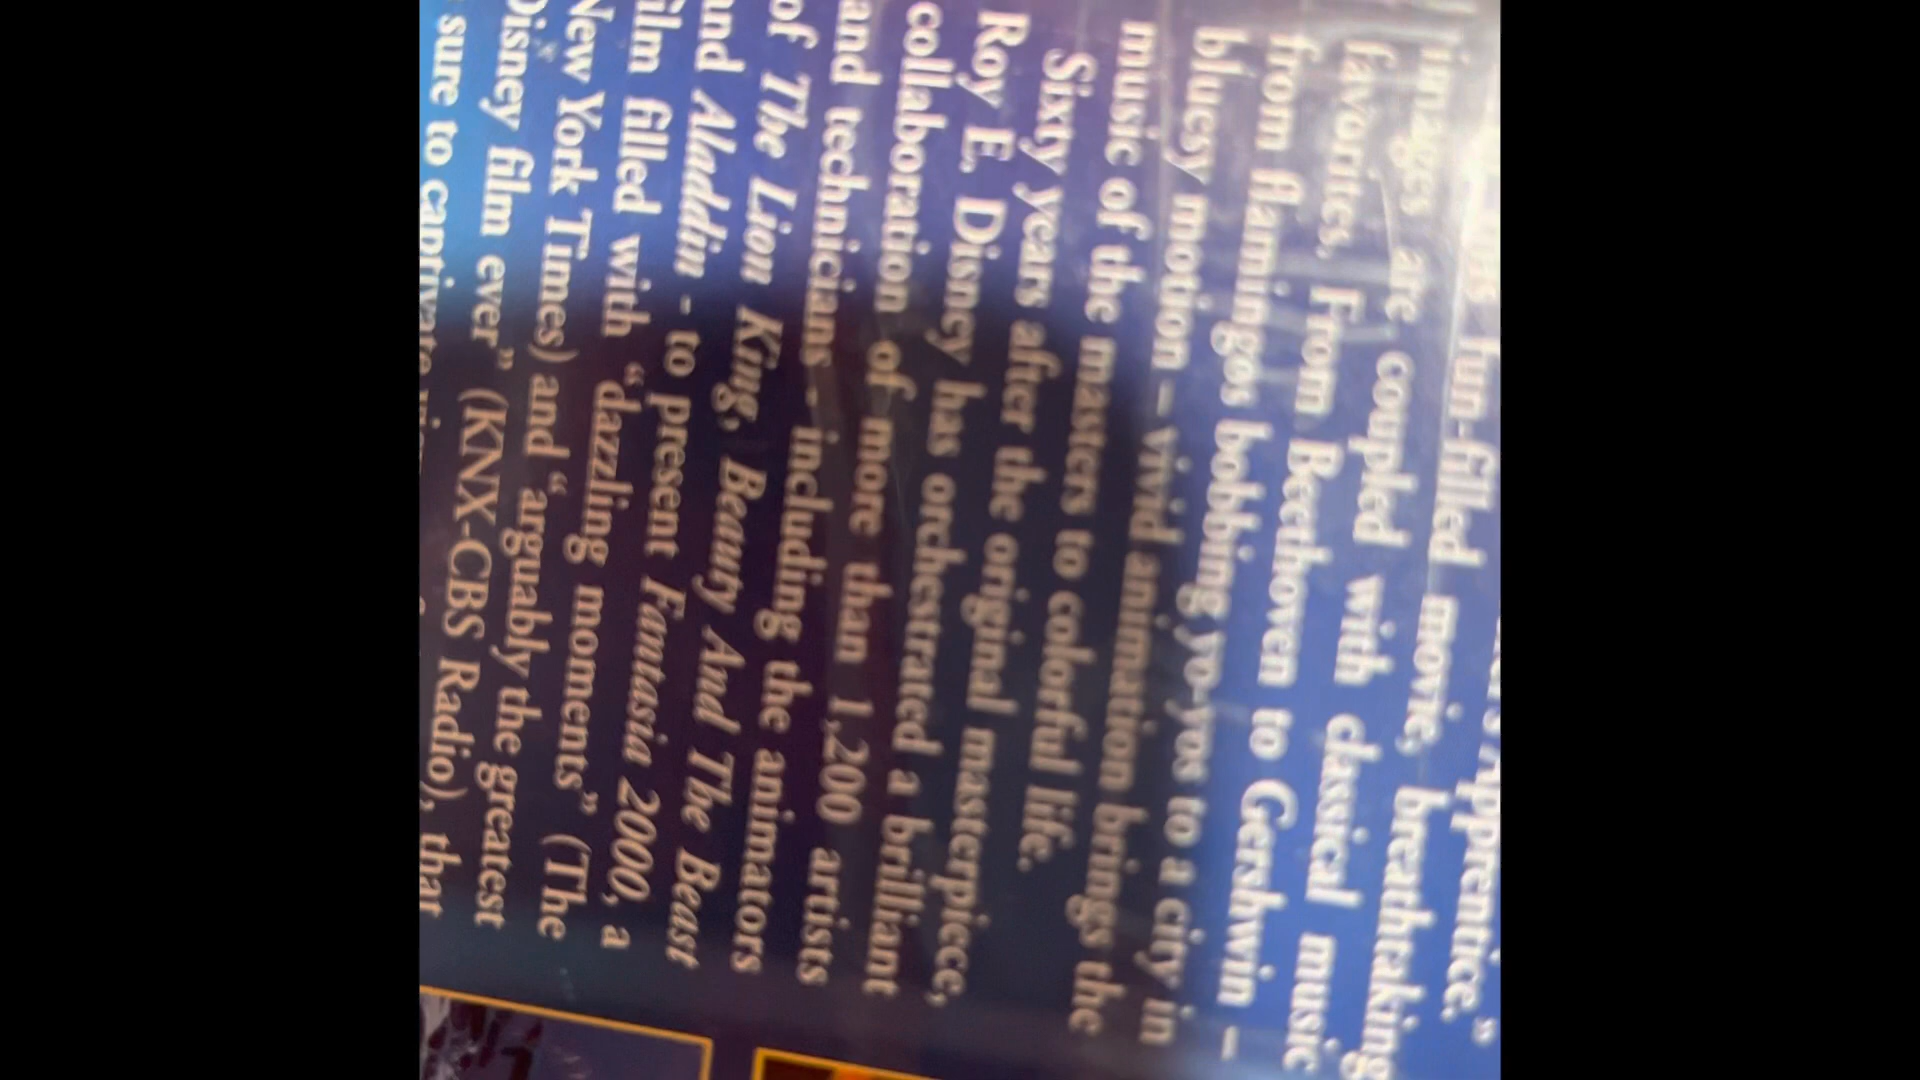 Apprentice."
fun-filled movie, breathtaking
images are coupled with classical music
favorites. From Beethoven to Gershwin –
from flamingos bobbing yo-yos to a city in
bluesy motion – vivid animation brings the
music of the masters to colorful life.
Sixty years after the original masterpiece,
Roy E. Disney has orchestrated a brilliant
collaboration of more than 1,200 artists
and technicians – including the animators
of The Lion King, Beauty And The Beast
and Aladdin – to present Fantasia 2000, a
film filled with "dazzling moments" (The
New York Times) and "arguably the greatest
Disney film ever" (KNX-CBS Radio), that
sure to captivate